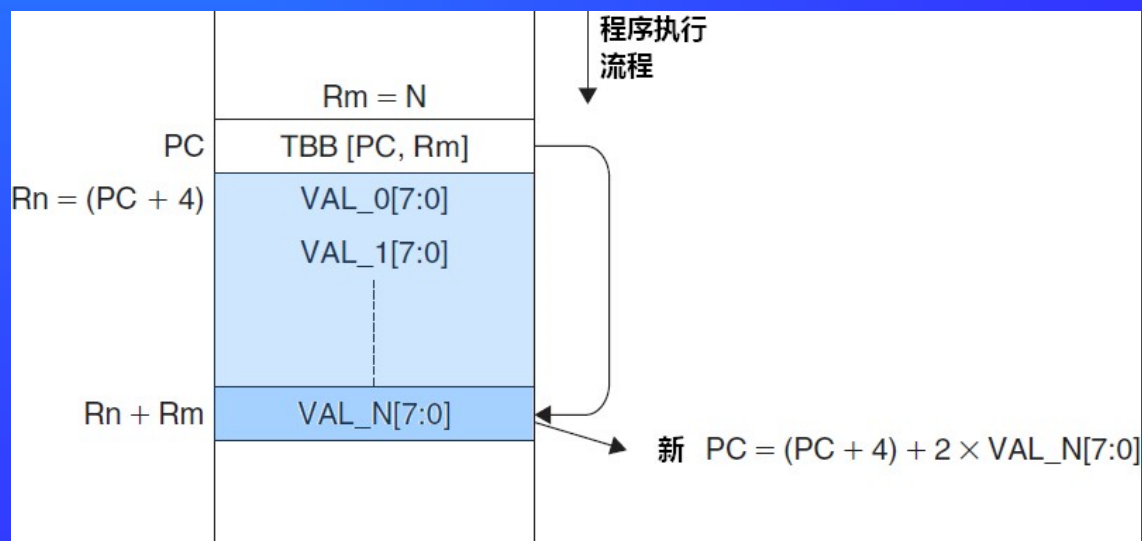 程序执行
流程
Rm = N
PC TBB [PC, Rm]
Rn = (PC + 4) VAL_0[7:0]
VAL_1[7:0]
Rn + Rm VAL_N[7:0]
新 PC = (PC + 4) + 2 × VAL_N[7:0]